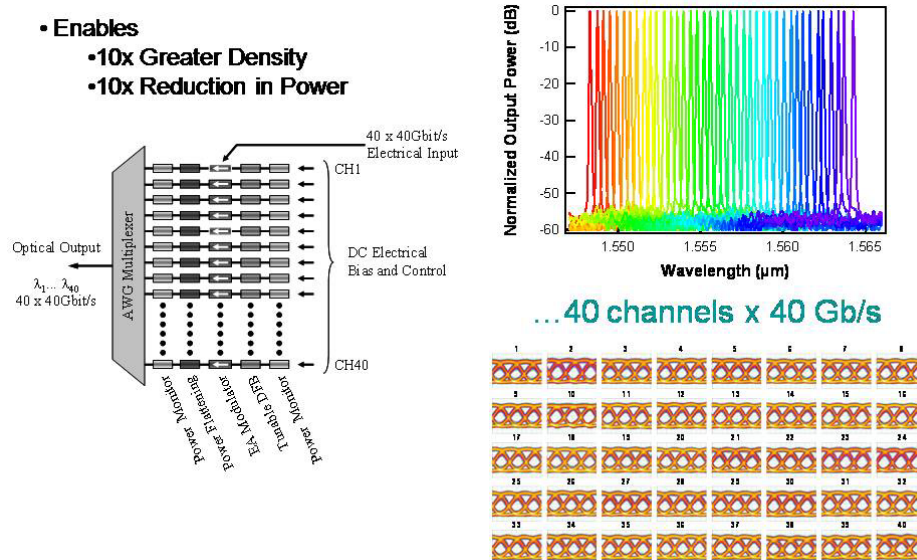 • Enables
•10x Greater Density
•10x Reduction in Power
40 x 40Gbit/s
Electrical Input
CH1
Optical Output
λ1... λ40
40 x 40Gbit/s
AWG Multiplexer
DC Electrical
Bias and Control
CH40
Power Monitor
Power Flattening
EA Modulator
Tunable DFB
Power Monitor
Normalized Output Power (dB)
0
-10
-20
-30
-40
-50
-60
1.550
1.555
1.560
1.565
Wavelength (µm)
...40 channels x 40 Gb/s
1 2 3 4 5 6 7 8
9 10 11 12 13 14 15 16
17 18 19 20 21 22 23 24
25 26 27 28 29 30 31 32
33 34 35 36 37 38 39 40